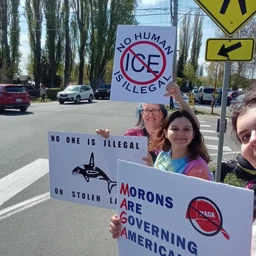 NO HUMAN
ICE
IS ILLEGAL
NO ONE IS ILLEGAL
ON STOLEN
MORONS
ARE
GOVERNING
AMERICA
MAGA